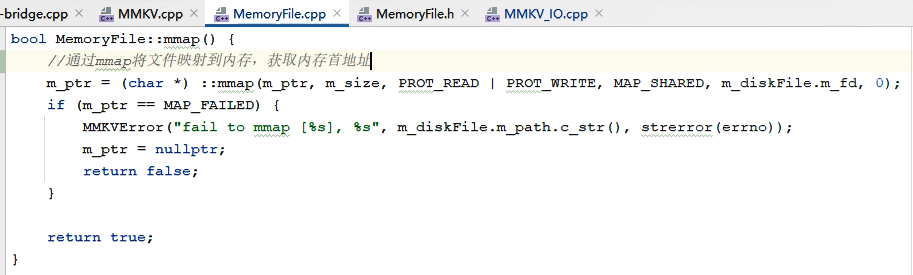 -bridge.cpp MMKV.cpp MemoryFile.cpp MemoryFile.h MMKV_IO.cpp
bool MemoryFile::mmap() {
//通过mmap将文件映射到内存，获取内存首地址
m_ptr = (char *) ::mmap(m_ptr, m_size, PROT_READ | PROT_WRITE, MAP_SHARED, m_diskFile.m_fd, 0);
if (m_ptr == MAP_FAILED) {
MMKVError("fail to mmap [%s], %s", m_diskFile.m_path.c_str(), strerror(errno));
m_ptr = nullptr;
return false;
}
return true;
}